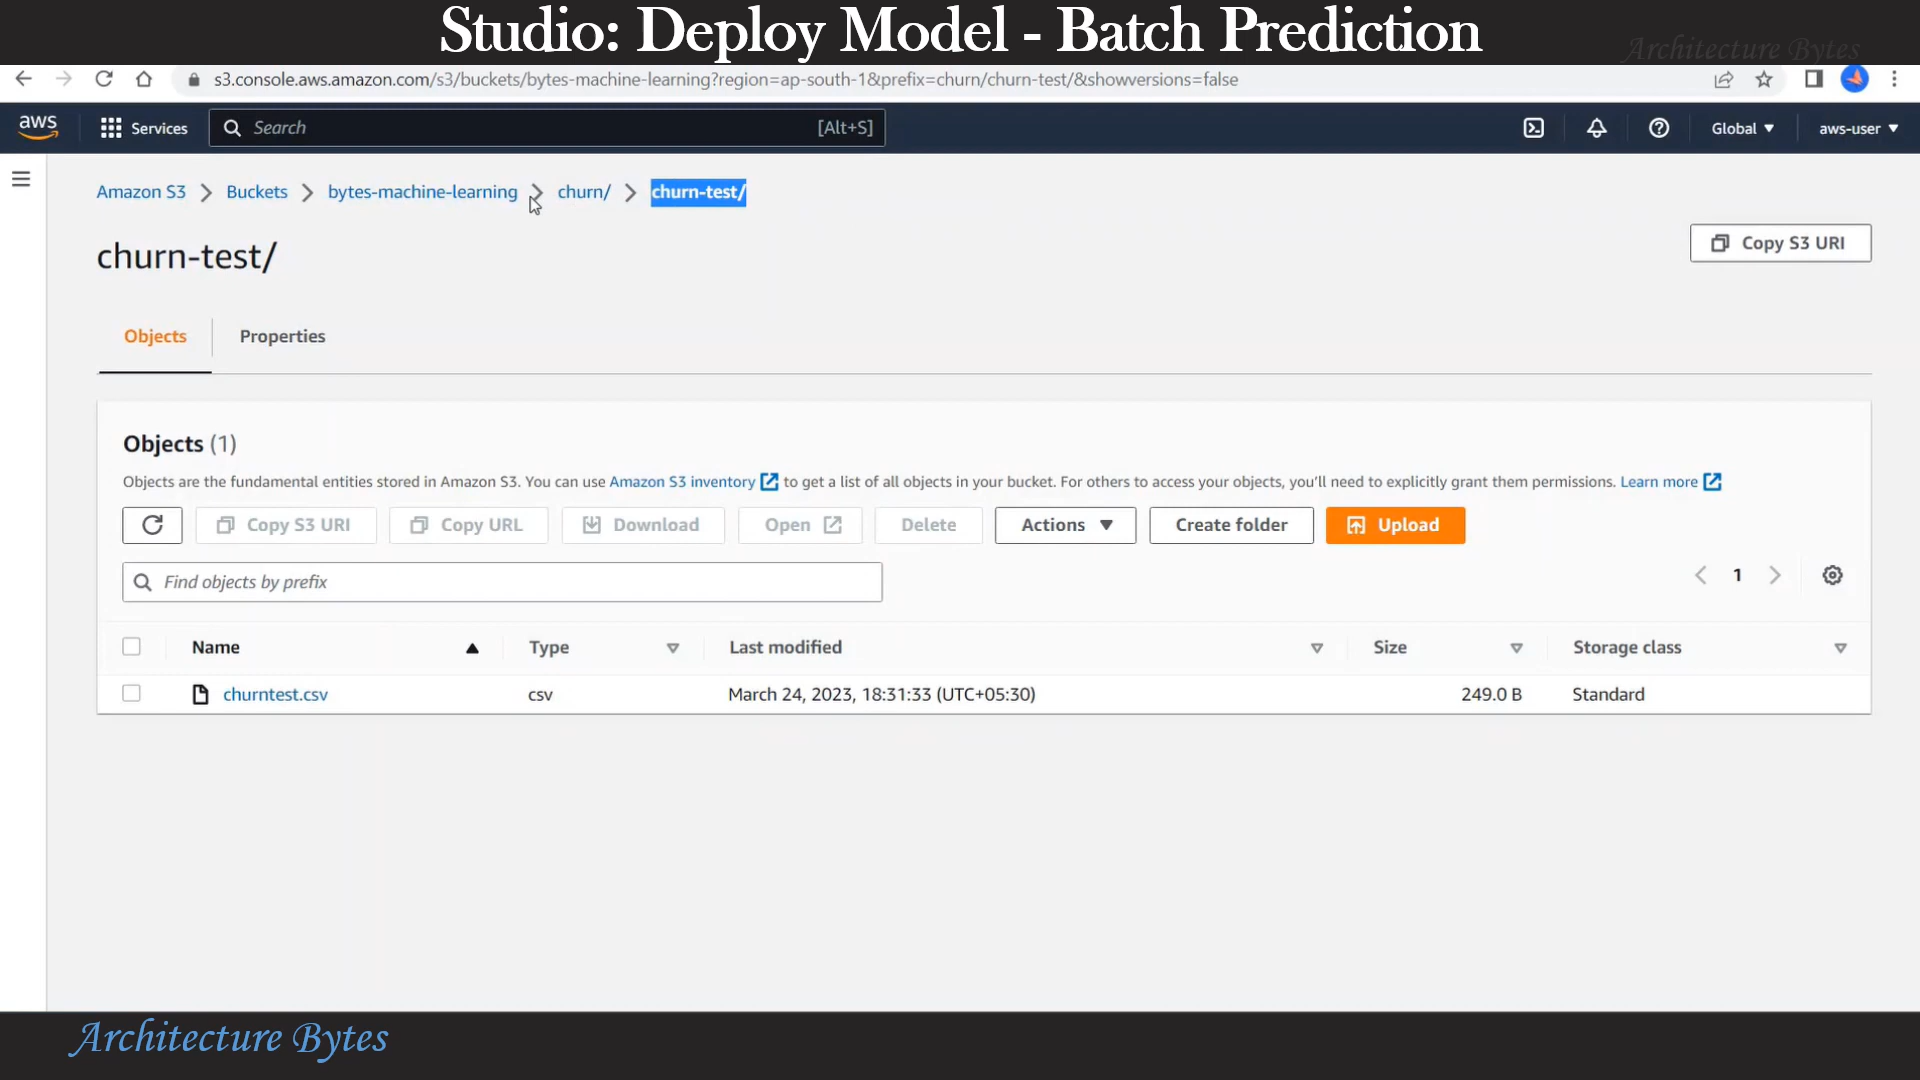 Studio: Deploy Model - Batch Prediction
Architecture Bytes
s3.console.aws.amazon.com/s3/buckets/bytes-machine-learning?region=ap-south-1&prefix=churn/churn-test/&showversions=false
aws Services Search [Alt+S] Global aws-user
Amazon S3 Buckets bytes-machine-learning churn/ churn-test/
churn-test/
Copy S3 URI
Objects Properties
Objects (1)
Objects are the fundamental entities stored in Amazon S3. You can use Amazon S3 inventory to get a list of all objects in your bucket. For others to access your objects, you'll need to explicitly grant them permissions. Learn more
Copy S3 URI Copy URL Download Open Delete Actions Create folder Upload
Find objects by prefix
1
Name Type Last modified Size Storage class
churntest.csv csv March 24, 2023, 18:31:33 (UTC+05:30) 249.0 B Standard
Architecture Bytes